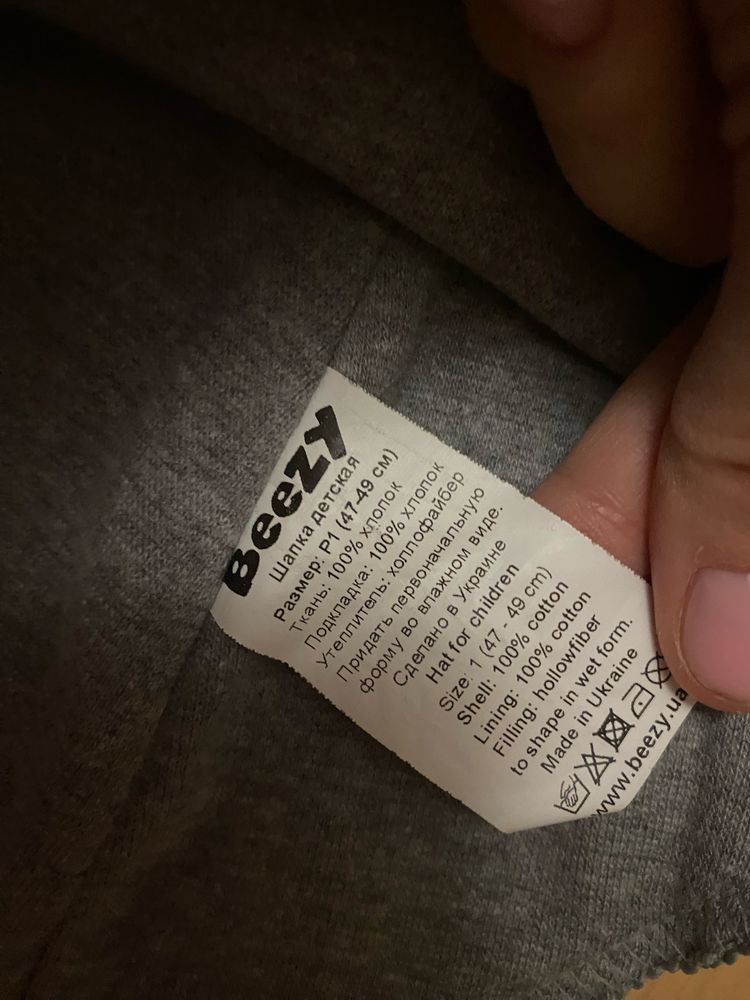 Beezy
Шапка детская
Размер: Р1 (47-49 см)
Ткань: 100% хлопок
Подкладка: 100% хлопок
Утеплитель: холлофайбер
Придать первоначальную
форму во влажном виде.
Сделано в Украине
Hat for children
Size: 1 (47 - 49 cm)
Shell: 100% cotton
Lining: 100% cotton
Filling: hollowfiber
to shape in wet form.
Made in Ukraine
www.beezy.ua